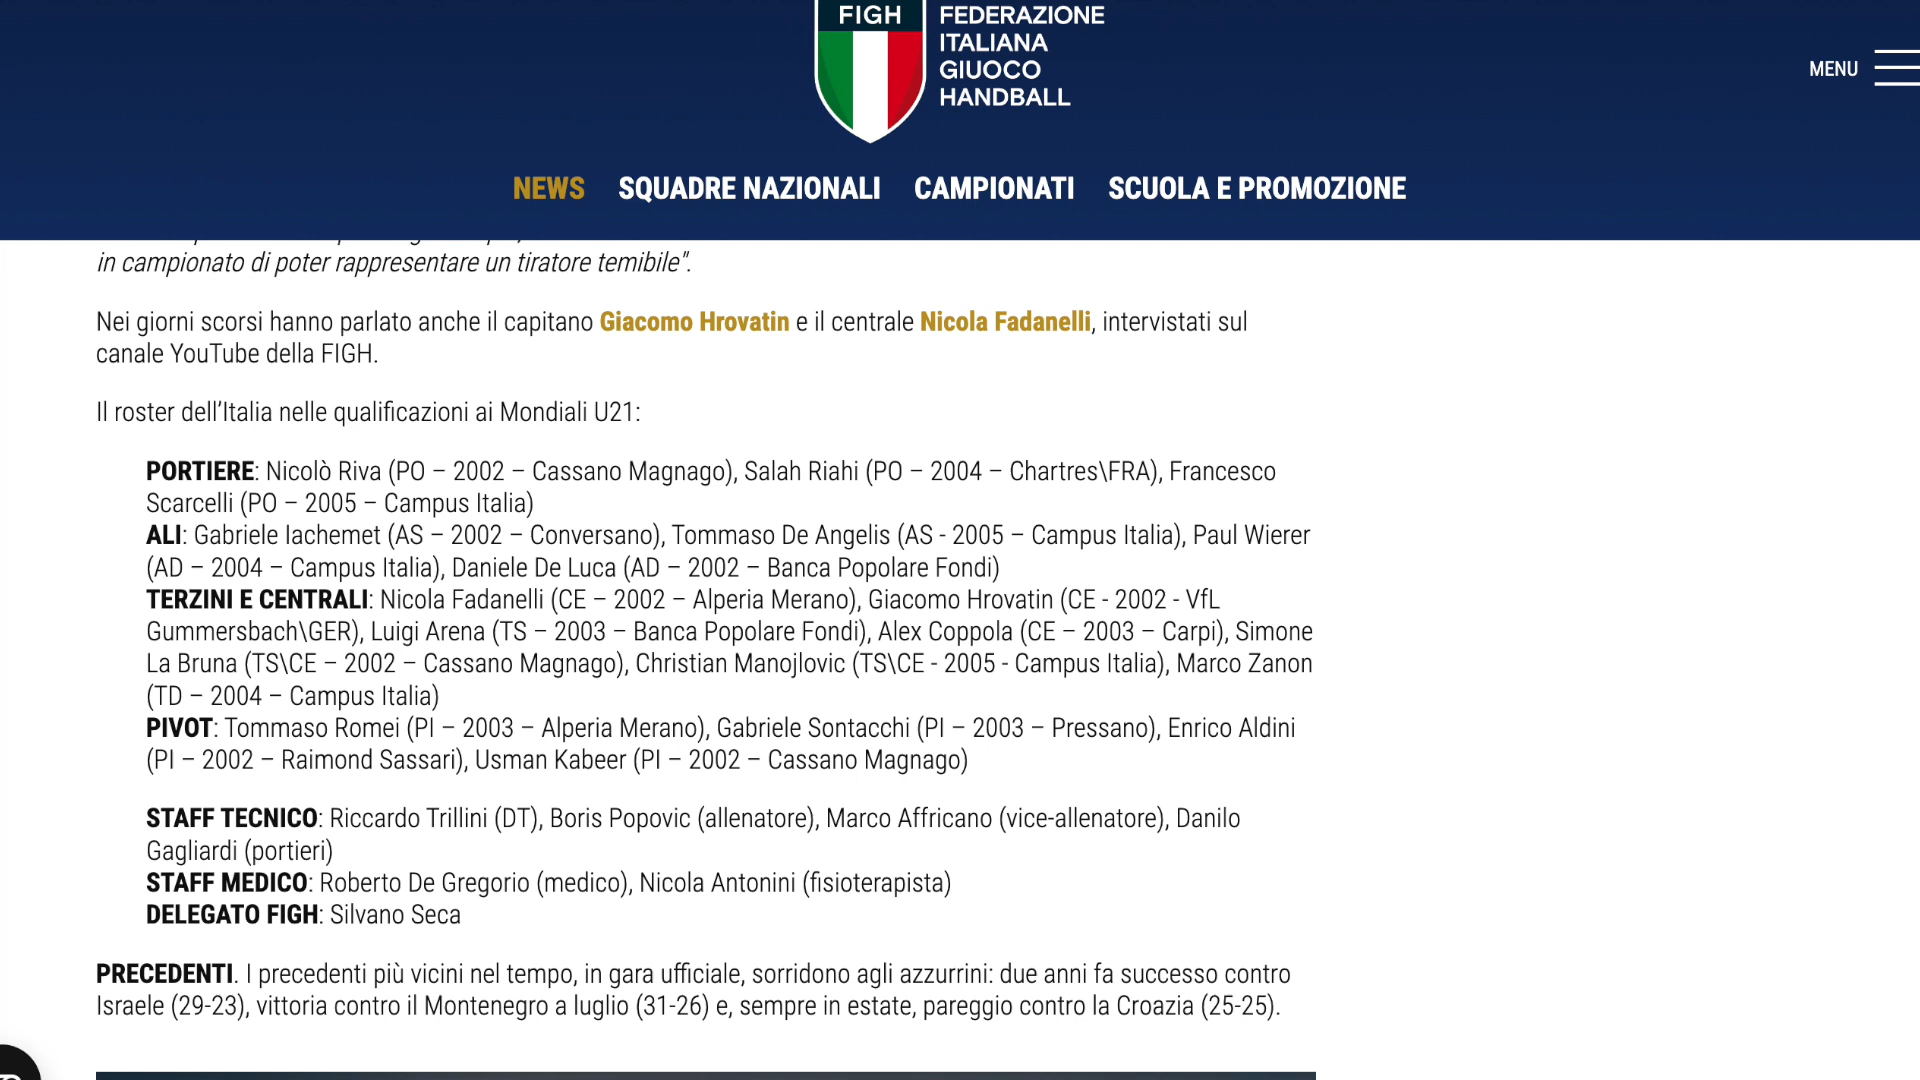 FIGH
FEDERAZIONE
ITALIANA
GIUOCO
HANDBALL
MENU
NEWS SQUADRE NAZIONALI CAMPIONATI SCUOLA E PROMOZIONE
in campionato di poter rappresentare un tiratore temibile".
Nei giorni scorsi hanno parlato anche il capitano Giacomo Hrovatin e il centrale Nicola Fadanelli, intervistati sul
canale YouTube della FIGH.
Il roster dell’Italia nelle qualificazioni ai Mondiali U21:
PORTIERE: Nicolò Riva (PO – 2002 – Cassano Magnago), Salah Riahi (PO – 2004 – Chartres\FRA), Francesco
Scarcelli (PO – 2005 – Campus Italia)
ALI: Gabriele Iachemet (AS – 2002 – Conversano), Tommaso De Angelis (AS - 2005 – Campus Italia), Paul Wierer
(AD – 2004 – Campus Italia), Daniele De Luca (AD – 2002 – Banca Popolare Fondi)
TERZINI E CENTRALI: Nicola Fadanelli (CE – 2002 – Alperia Merano), Giacomo Hrovatin (CE - 2002 - VfL
Gummersbach\GER), Luigi Arena (TS – 2003 – Banca Popolare Fondi), Alex Coppola (CE – 2003 – Carpi), Simone
La Bruna (TS\CE – 2002 – Cassano Magnago), Christian Manojlovic (TS\CE - 2005 - Campus Italia), Marco Zanon
(TD – 2004 – Campus Italia)
PIVOT: Tommaso Romei (PI – 2003 – Alperia Merano), Gabriele Sontacchi (PI – 2003 – Pressano), Enrico Aldini
(PI – 2002 – Raimond Sassari), Usman Kabeer (PI – 2002 – Cassano Magnago)
STAFF TECNICO: Riccardo Trillini (DT), Boris Popovic (allenatore), Marco Affricano (vice-allenatore), Danilo
Gagliardi (portieri)
STAFF MEDICO: Roberto De Gregorio (medico), Nicola Antonini (fisioterapista)
DELEGATO FIGH: Silvano Seca
PRECEDENTI. I precedenti più vicini nel tempo, in gara ufficiale, sorridono agli azzurrini: due anni fa successo contro
Israele (29-23), vittoria contro il Montenegro a luglio (31-26) e, sempre in estate, pareggio contro la Croazia (25-25).